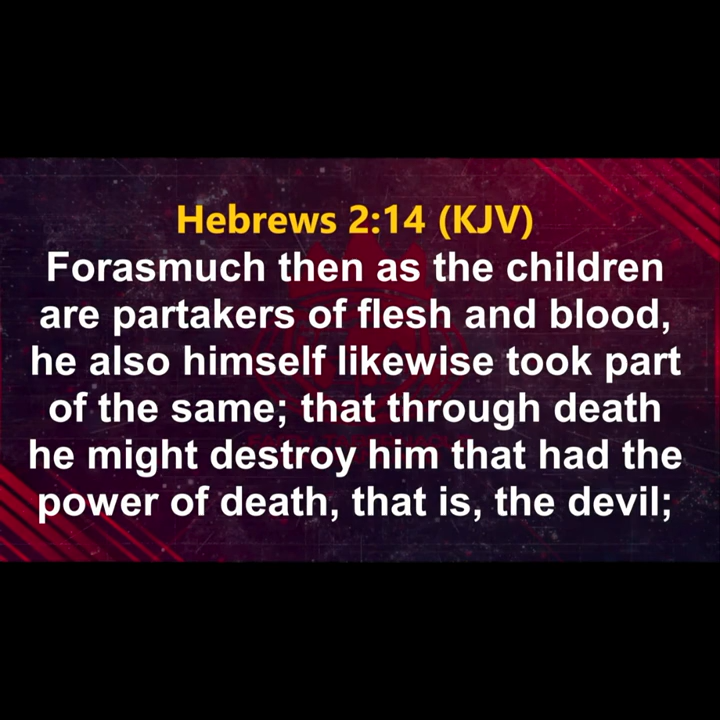 Hebrews 2:14 (KJV)
Forasmuch then as the children
are partakers of flesh and blood,
he also himself likewise took part
of the same; that through death
he might destroy him that had the
power of death, that is, the devil;